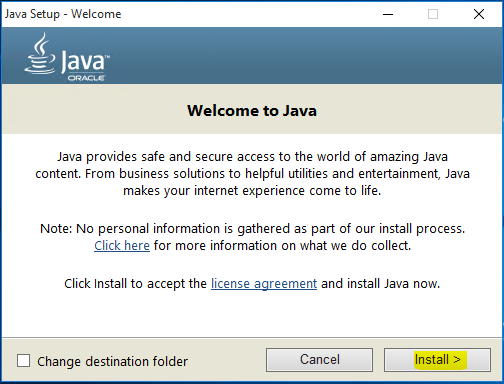 Java Setup - Welcome
Java™
ORACLE
Welcome to Java
Java provides safe and secure access to the world of amazing Java
content. From business solutions to helpful utilities and entertainment, Java
makes your internet experience come to life.
Note: No personal information is gathered as part of our install process.
Click here for more information on what we do collect.
Click Install to accept the license agreement and install Java now.
Change destination folder
Cancel
Install >